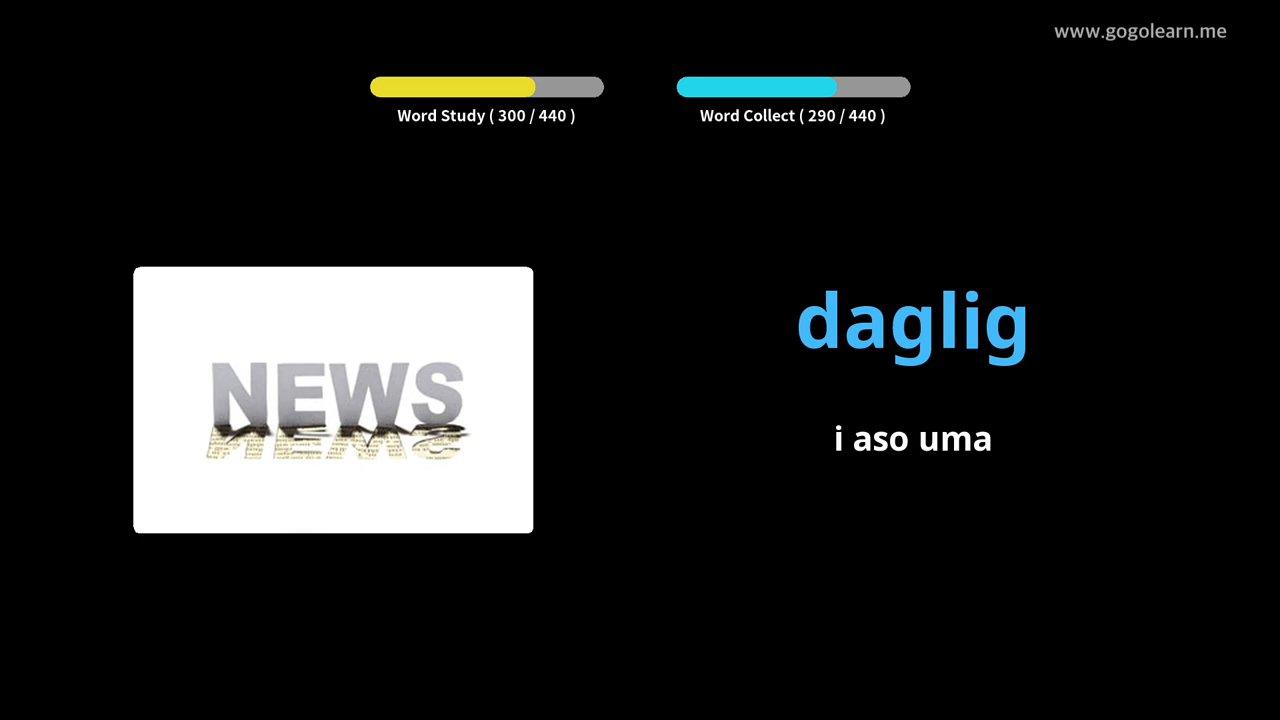 www.gogolearn.me
Word Study ( 300 / 440 )
Word Collect ( 290 / 440 )
NEWS
daglig
i aso uma